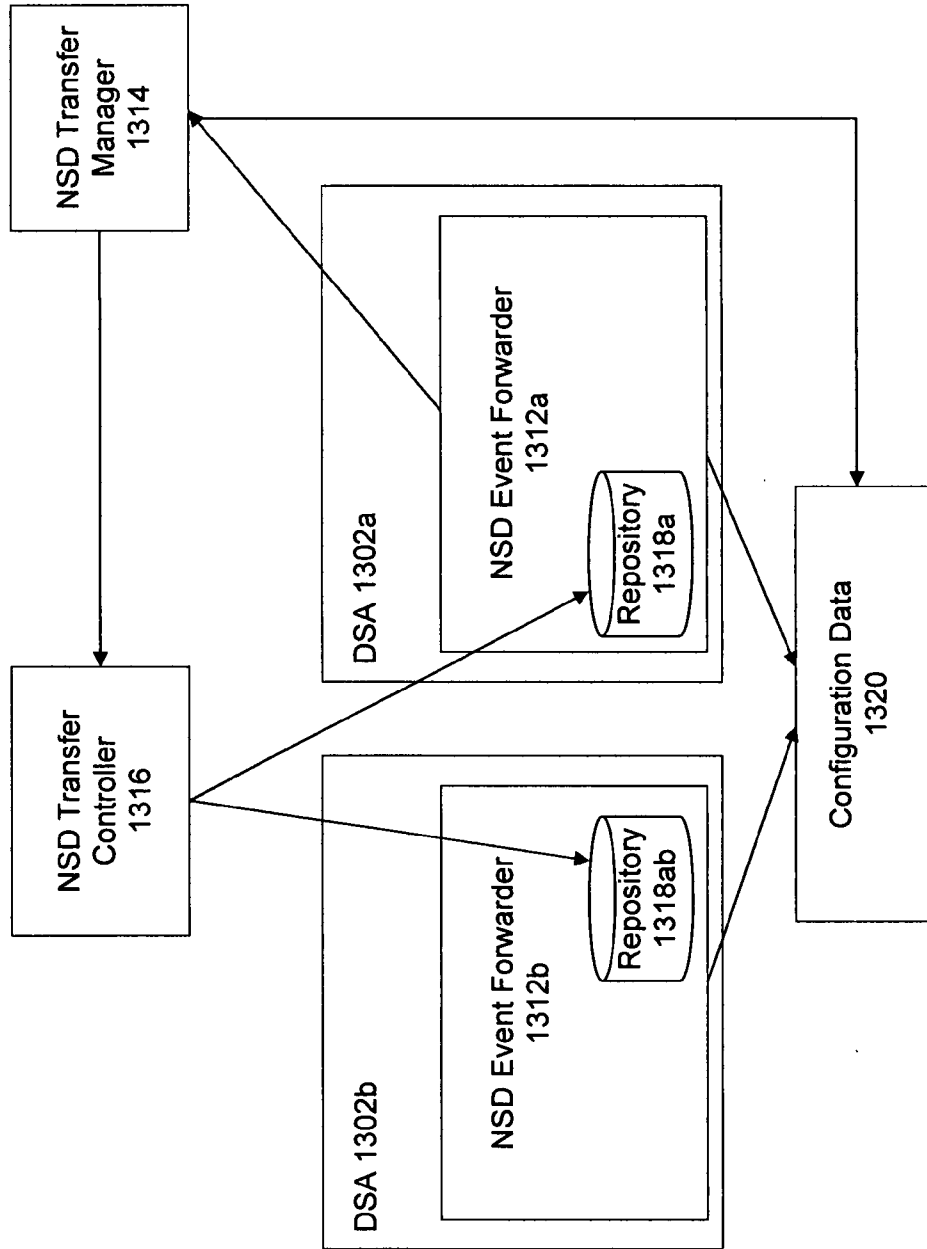 NSD Transfer
Controller
1316
NSD Transfer
Manager
1314
DSA 1302b
NSD Event Forwarder
1312b
Repository
1318ab
DSA 1302a
NSD Event Forwarder
1312a
Repository
1318a
Configuration Data
1320